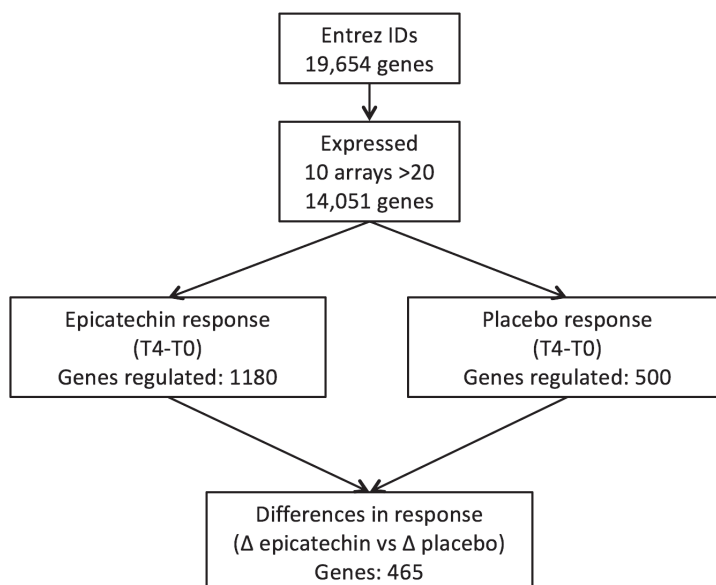 Entrez IDs
19,654 genes
Expressed
10 arrays >20
14,051 genes
Epicatechin response
(T4-T0)
Genes regulated: 1180
Placebo response
(T4-T0)
Genes regulated: 500
Differences in response
(Δ epicatechin vs Δ placebo)
Genes: 465